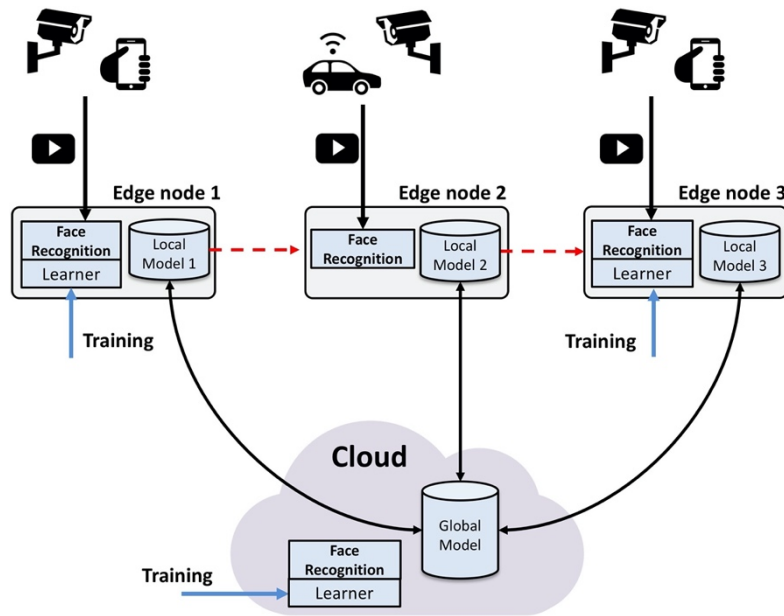 Edge node 1
Edge node 2
Edge node 3
Face
Recognition
Learner
Local
Model 1
Face
Recognition
Local
Model 2
Face
Recognition
Learner
Local
Model 3
Training
Training
Cloud
Global
Model
Face
Recognition
Learner
Training